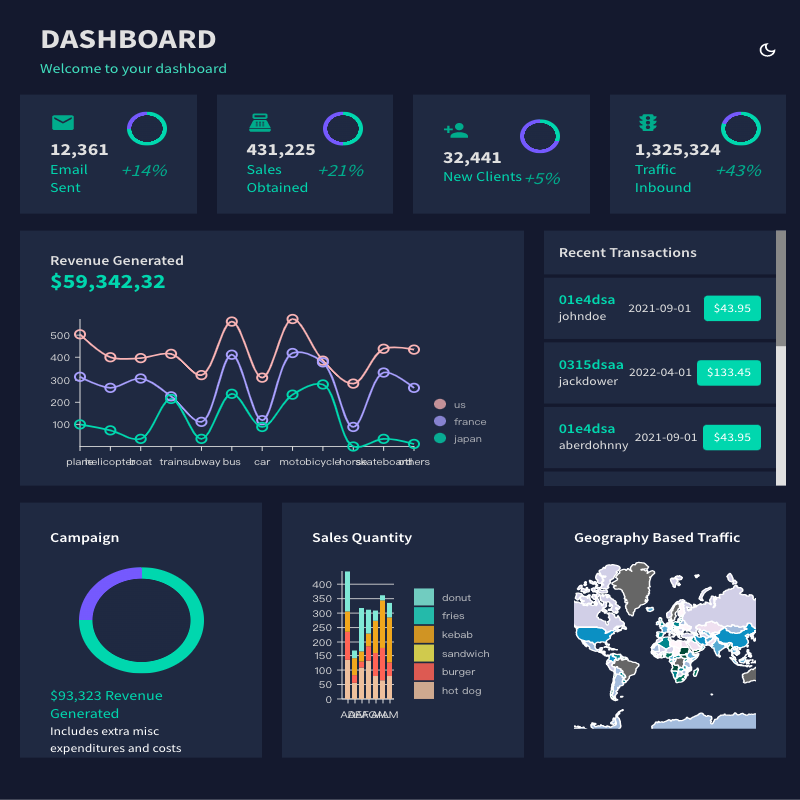 DASHBOARD
Welcome to your dashboard
12,361
Email
Sent
+14%
431,225
Sales
Obtained
+21%
32,441
New Clients
+5%
1,325,324
Traffic
Inbound
+43%
Revenue Generated
$59,342,32
500
400
300
200
100
plane
helicopter
boat
train
subway
bus
car
moto
bicycle
horse
skateboard
others
us
france
japan
Recent Transactions
01e4dsa
johndoe
2021-09-01
$43.95
0315dsaa
jackdower
2022-04-01
$133.45
01e4dsa
aberdohnny
2021-09-01
$43.95
Campaign
$93,323 Revenue
Generated
Includes extra misc
expenditures and costs
Sales Quantity
400
350
300
250
200
150
100
50
0
donut
fries
kebab
sandwich
burger
hot dog
Geography Based Traffic